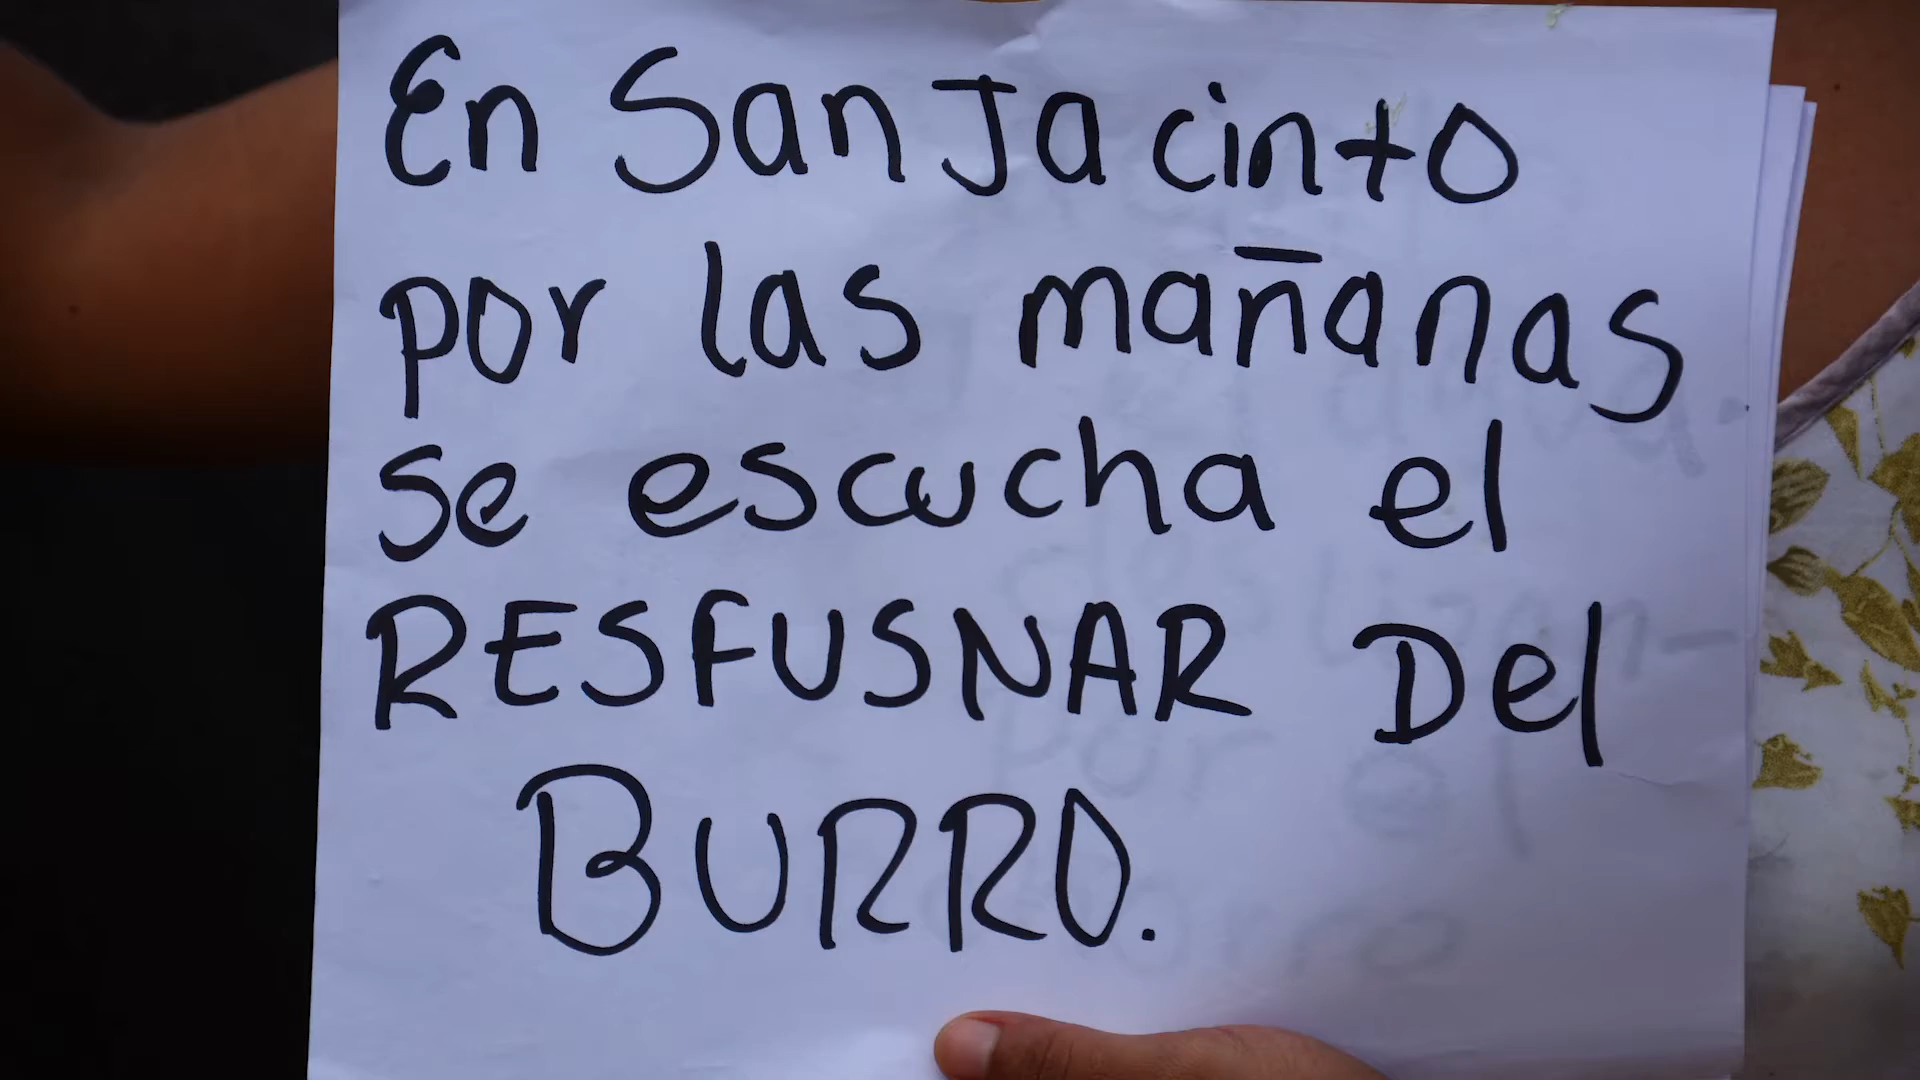 En San Jacinto
por las mañanas
se escucha el
RESFUSNAR Del
BURRO.